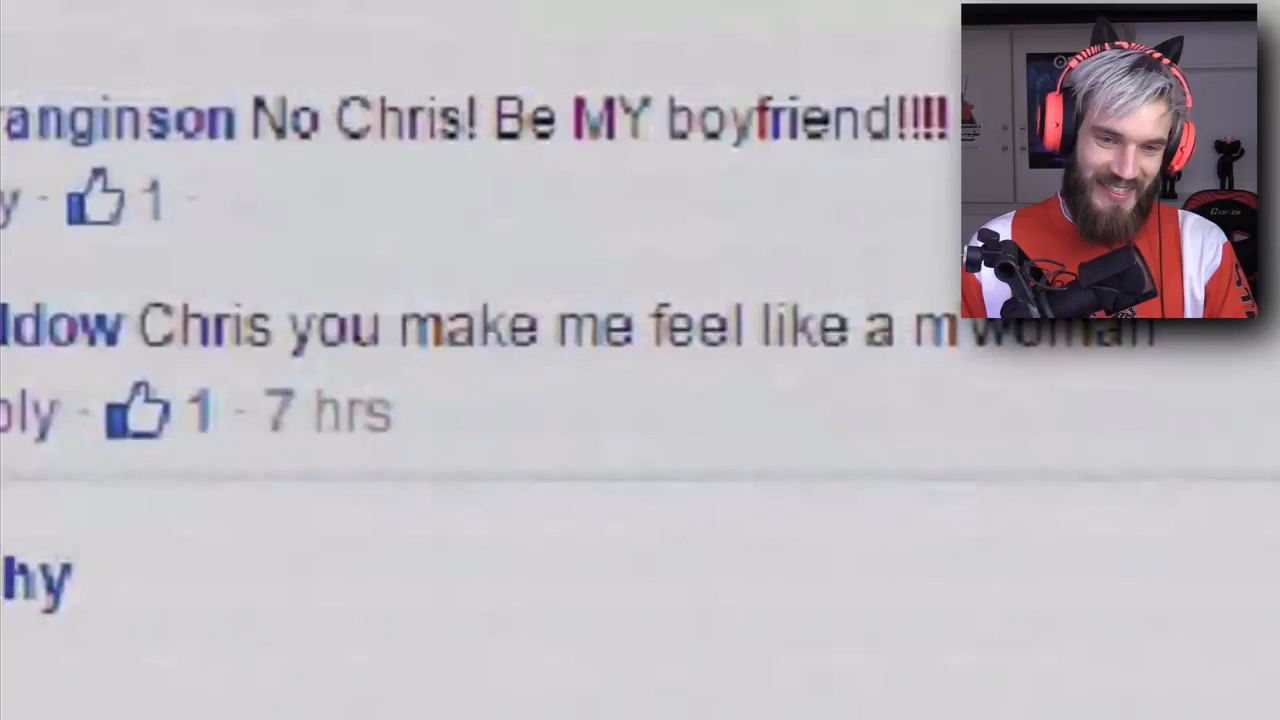 anginson No Chris! Be MY boyfriend!!!!
y · 1 ·
ldow Chris you make me feel like a m woman
ply · 1 · 7 hrs
hy